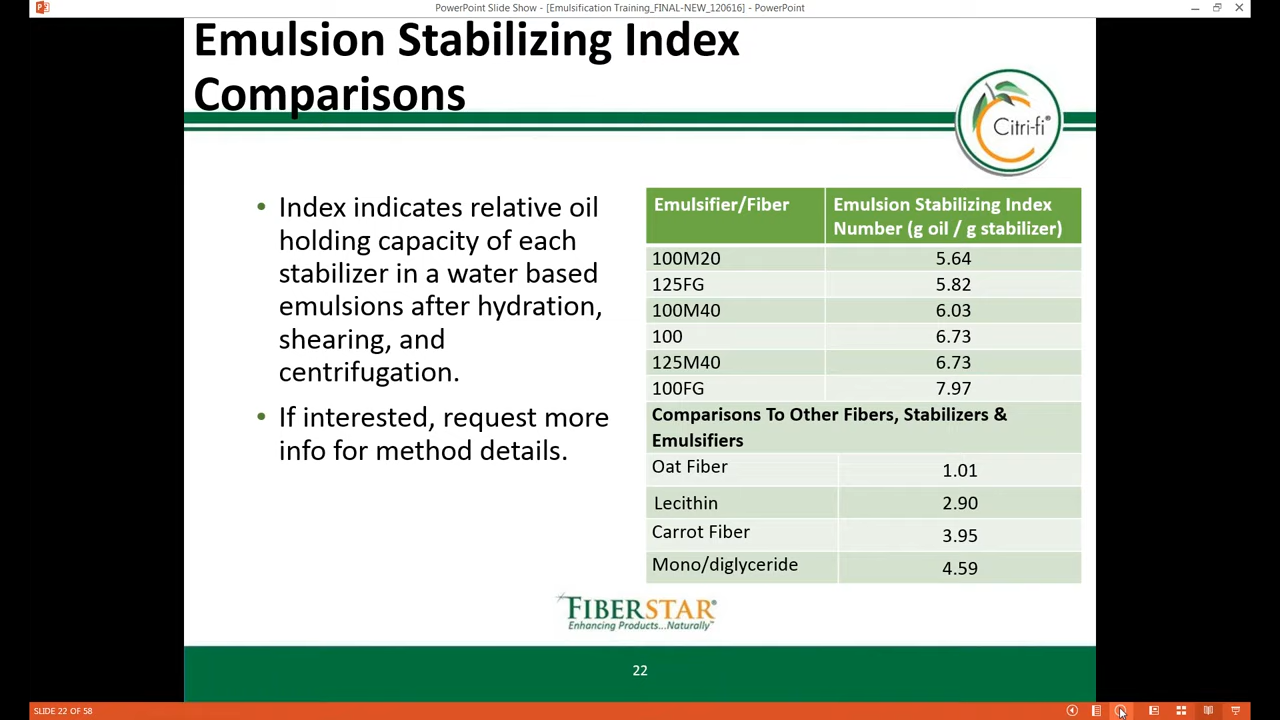 PowerPoint Slide Show - [Emulsification Training_FINAL-NEW_120616] - PowerPoint
Emulsion Stabilizing Index
Comparisons
Citri-fi®
• Index indicates relative oil
holding capacity of each
stabilizer in a water based
emulsions after hydration,
shearing, and
centrifugation.
• If interested, request more
info for method details.
Emulsifier/Fiber Emulsion Stabilizing Index
Number (g oil / g stabilizer)
100M20 5.64
125FG 5.82
100M40 6.03
100 6.73
125M40 6.73
100FG 7.97
Comparisons To Other Fibers, Stabilizers &
Emulsifiers
Oat Fiber 1.01
Lecithin 2.90
Carrot Fiber 3.95
Mono/diglyceride 4.59
FIBERSTAR®
Enhancing Products...Naturally™
22
SLIDE 22 OF 58